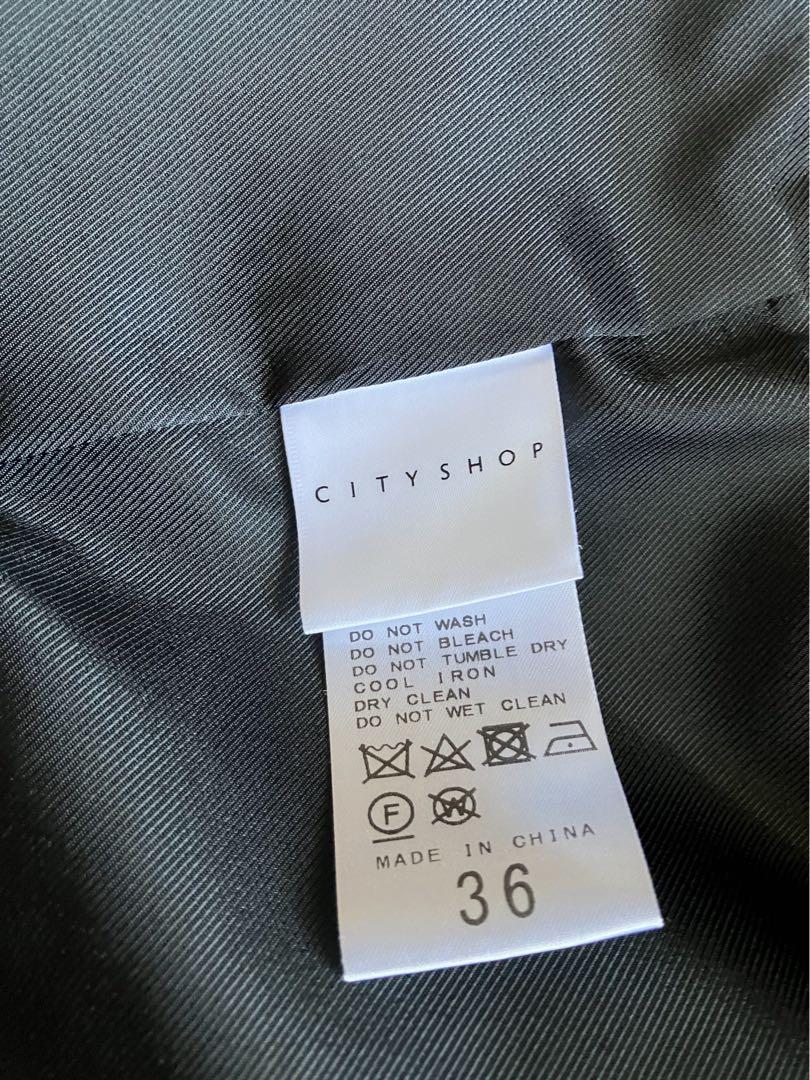 CITYSHOP
DO NOT WASH
DO NOT BLEACH
DO NOT TUMBLE DRY
COOL IRON
DRY CLEAN
DO NOT WET CLEAN
F W
MADE IN CHINA
36